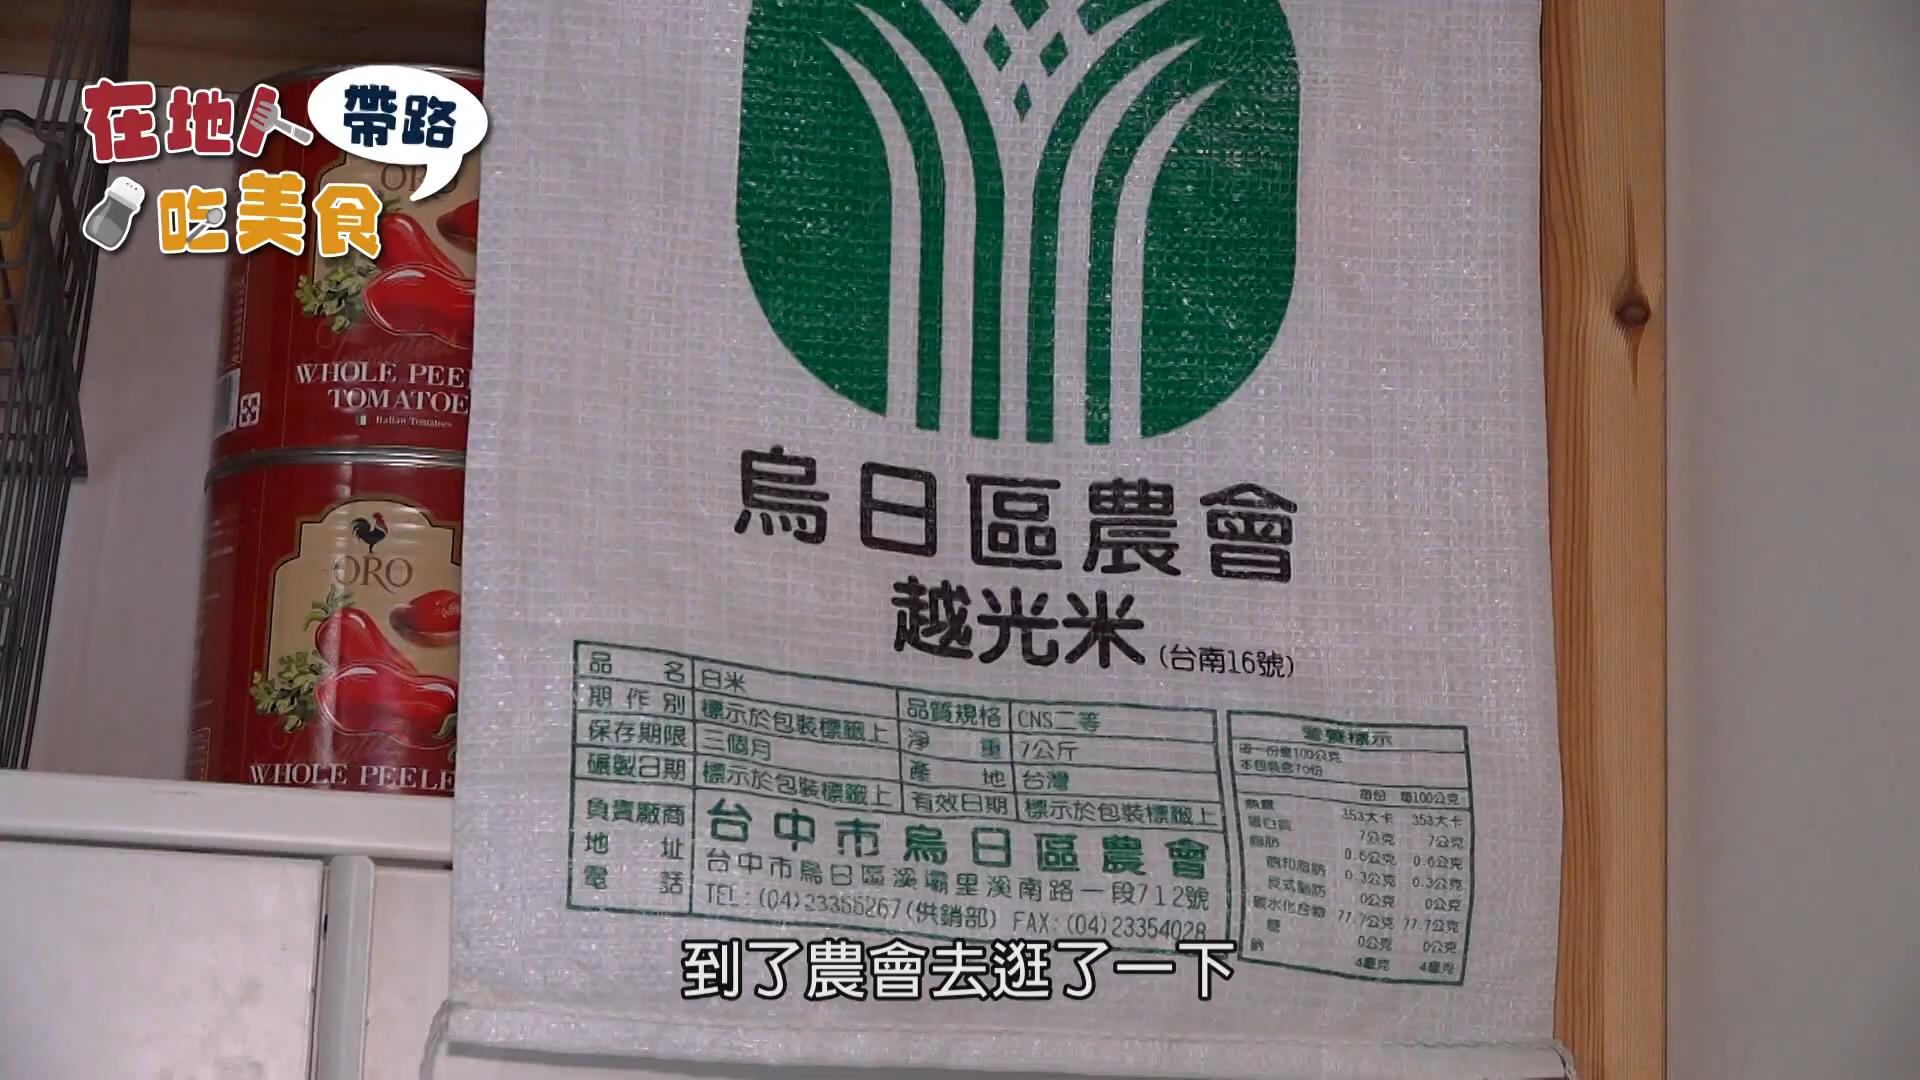 在地人帶路
吃美食
ORO
WHOLE PEE
TOMATOE
Italian Tomatoes
ORO
WHOLE PEELE
烏日區農會
越光米(台南16號)
品名 白米
期作別 標示於包裝標籤上 品質規格 CNS二等
保存期限 三個月 淨重 7公斤
碾製日期 標示於包裝標籤上 產地 台灣
有效日期 標示於包裝標籤上
負責廠商 台中市烏日區農會
地址 台中市烏日區溪壩里溪南路一段712號
電話 TEL:(04)23355267(供銷部) FAX:(04)23354028
營養標示
每一份量100公克
本包裝含70份
每份 每100公克
熱量 353大卡 353大卡
蛋白質 7公克 7公克
脂肪 0.6公克 0.6公克
飽和脂肪 0.3公克 0.3公克
反式脂肪 0公克 0公克
碳水化合物 77.7公克 77.7公克
糖 0公克 0公克
鈉 4毫克 4毫克
到了農會去逛了一下